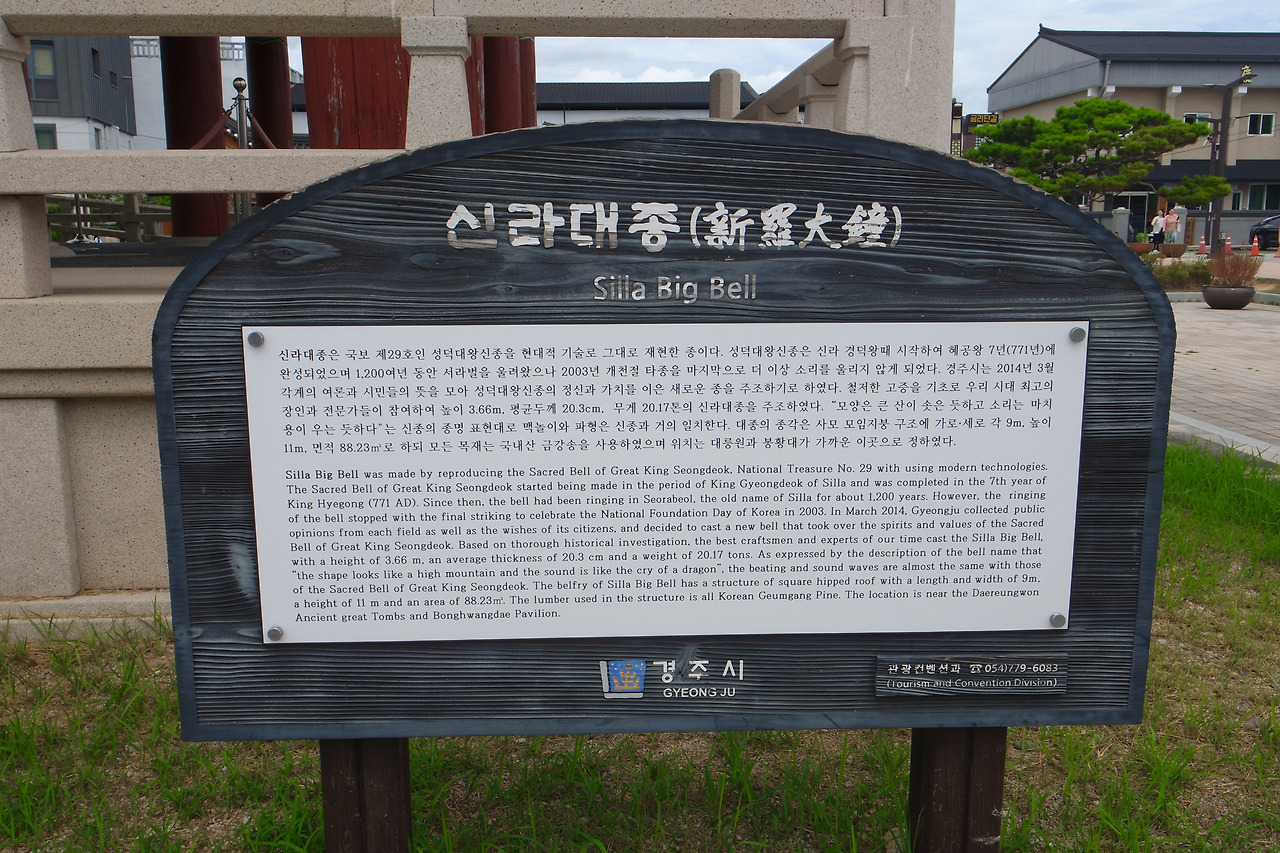 금리단길
신라대종(新羅大鐘)
Silla Big Bell
신라대종은 국보 제29호인 성덕대왕신종을 현대적 기술로 그대로 재현한 종이다. 성덕대왕신종은 신라 경덕왕때 시작하여 혜공왕 7년(771년)에
완성되었으며 1,200여년 동안 서라벌을 울려왔으나 2003년 개천절 타종을 마지막으로 더 이상 소리를 울리지 않게 되었다. 경주시는 2014년 3월
각계의 여론과 시민들의 뜻을 모아 성덕대왕신종의 정신과 가치를 이은 새로운 종을 주조하기로 하였다. 철저한 고증을 기초로 우리 시대 최고의
장인과 전문가들이 참여하여 높이 3.66m, 평균두께 20.3cm, 무게 20.17톤의 신라대종을 주조하였다. “모양은 큰 산이 솟은 듯하고 소리는 마치
용이 우는 듯하다”는 신종의 종명 표현대로 맥놀이와 파형은 신종과 거의 일치한다. 대종의 종각은 사모 모임지붕 구조에 가로·세로 각 9m, 높이
11m, 면적 88.23㎡로 하되 모든 목재는 국내산 금강송을 사용하였으며 위치는 대릉원과 봉황대가 가까운 이곳으로 정하였다.
Silla Big Bell was made by reproducing the Sacred Bell of Great King Seongdeok, National Treasure No. 29 with using modern technologies.
The Sacred Bell of Great King Seongdeok started being made in the period of King Gyeongdeok of Silla and was completed in the 7th year of
King Hyegong (771 AD). Since then, the bell had been ringing in Seorabeol, the old name of Silla for about 1,200 years. However, the ringing
of the bell stopped with the final striking to celebrate the National Foundation Day of Korea in 2003. In March 2014, Gyeongju collected public
opinions from each field as well as the wishes of its citizens, and decided to cast a new bell that took over the spirits and values of the Sacred
Bell of Great King Seongdeok. Based on thorough historical investigation, the best craftsmen and experts of our time cast the Silla Big Bell,
with a height of 3.66 m, an average thickness of 20.3 cm and a weight of 20.17 tons. As expressed by the description of the bell name that
“the shape looks like a high mountain and the sound is like the cry of a dragon”, the beating and sound waves are almost the same with those
of the Sacred Bell of Great King Seongdeok. The belfry of Silla Big Bell has a structure of square hipped roof with a length and width of 9m,
a height of 11 m and an area of 88.23㎡. The lumber used in the structure is all Korean Geumgang Pine. The location is near the Daereungwon
Ancient great Tombs and Bonghwangdae Pavilion.
경주시
GYEONG JU
관광컨벤션과 ☎054)779-6083
(Tourism and Convention Division)